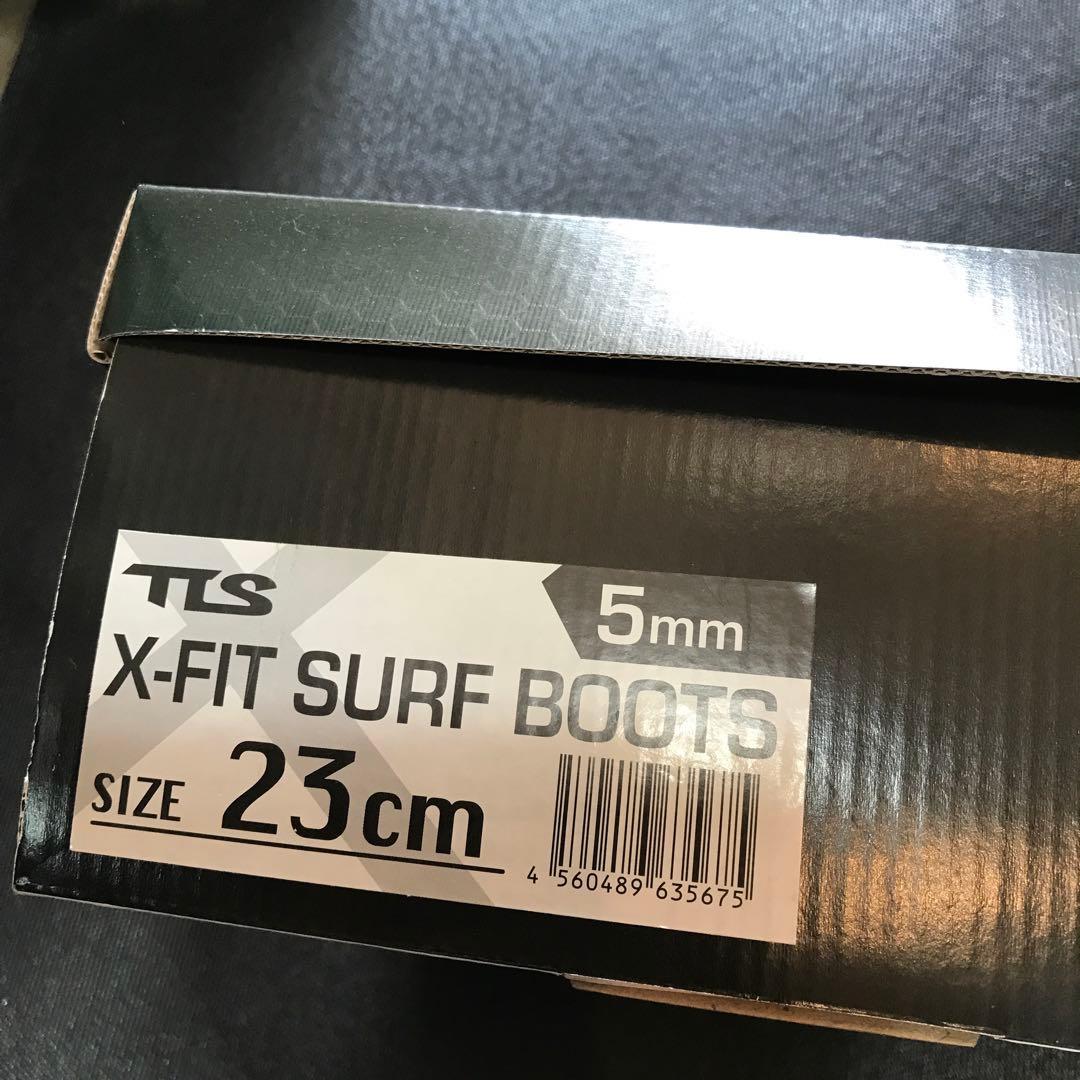 TLS
5mm
X-FIT SURF BOOTS
SIZE 23cm
4 560489 635675